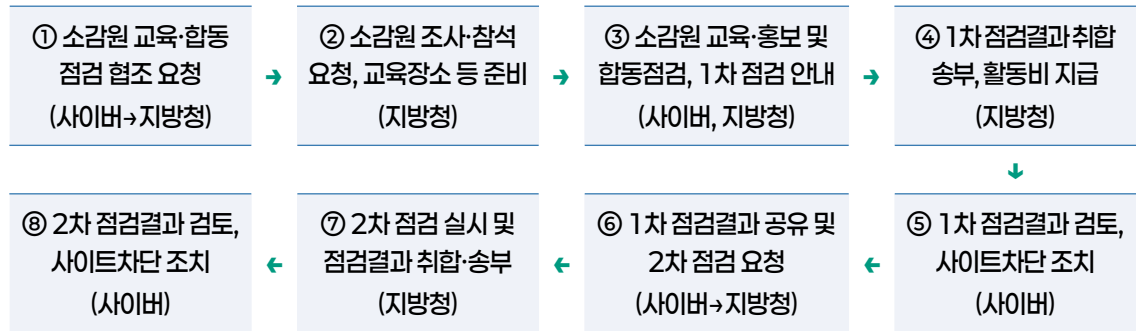 ① 소감원 교육·합동
점검 협조 요청
(사이버→지방청)
② 소감원 조사·참석
요청, 교육장소 등 준비
(지방청)
③ 소감원 교육·홍보 및
합동점검, 1차 점검 안내
(사이버, 지방청)
④ 1차 점검결과 취합
송부, 활동비 지급
(지방청)
⑤ 1차 점검결과 검토,
사이트차단 조치
(사이버)
⑥ 1차 점검결과 공유 및
2차 점검 요청
(사이버→지방청)
⑦ 2차 점검 실시 및
점검결과 취합·송부
(지방청)
⑧ 2차 점검결과 검토,
사이트차단 조치
(사이버)